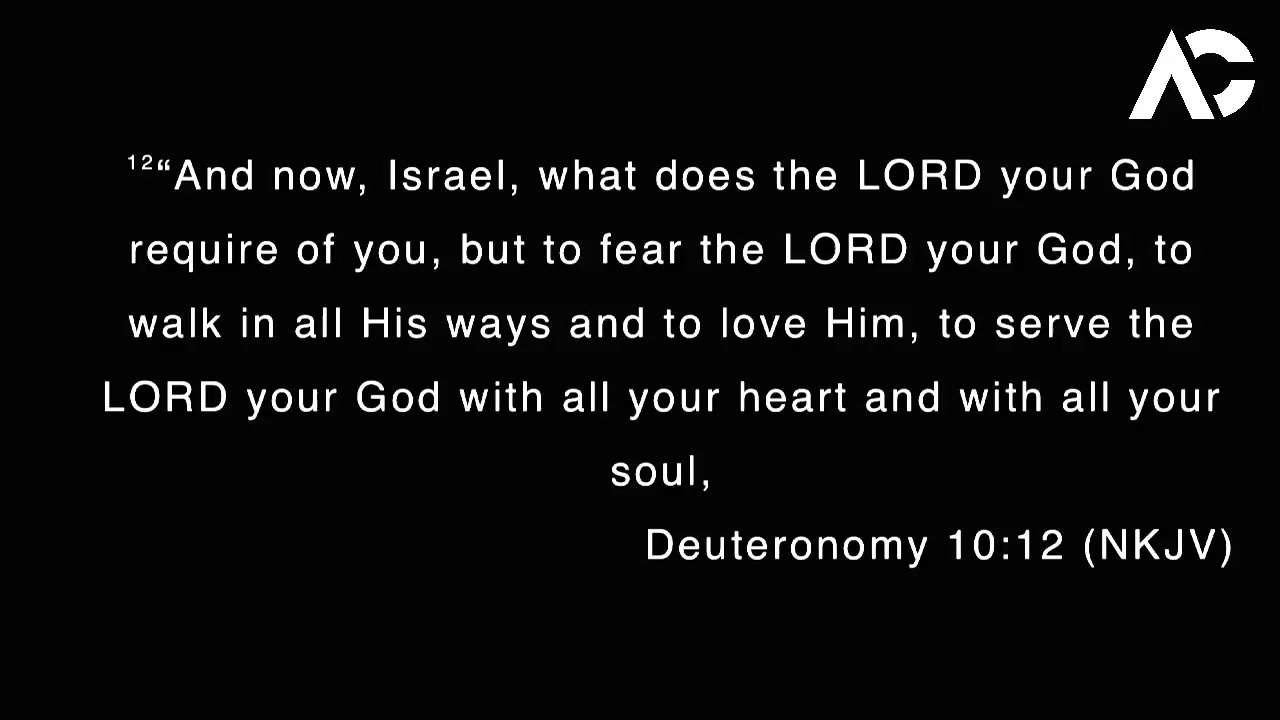 AC
¹²“And now, Israel, what does the LORD your God
require of you, but to fear the LORD your God, to
walk in all His ways and to love Him, to serve the
LORD your God with all your heart and with all your
soul,
Deuteronomy 10:12 (NKJV)